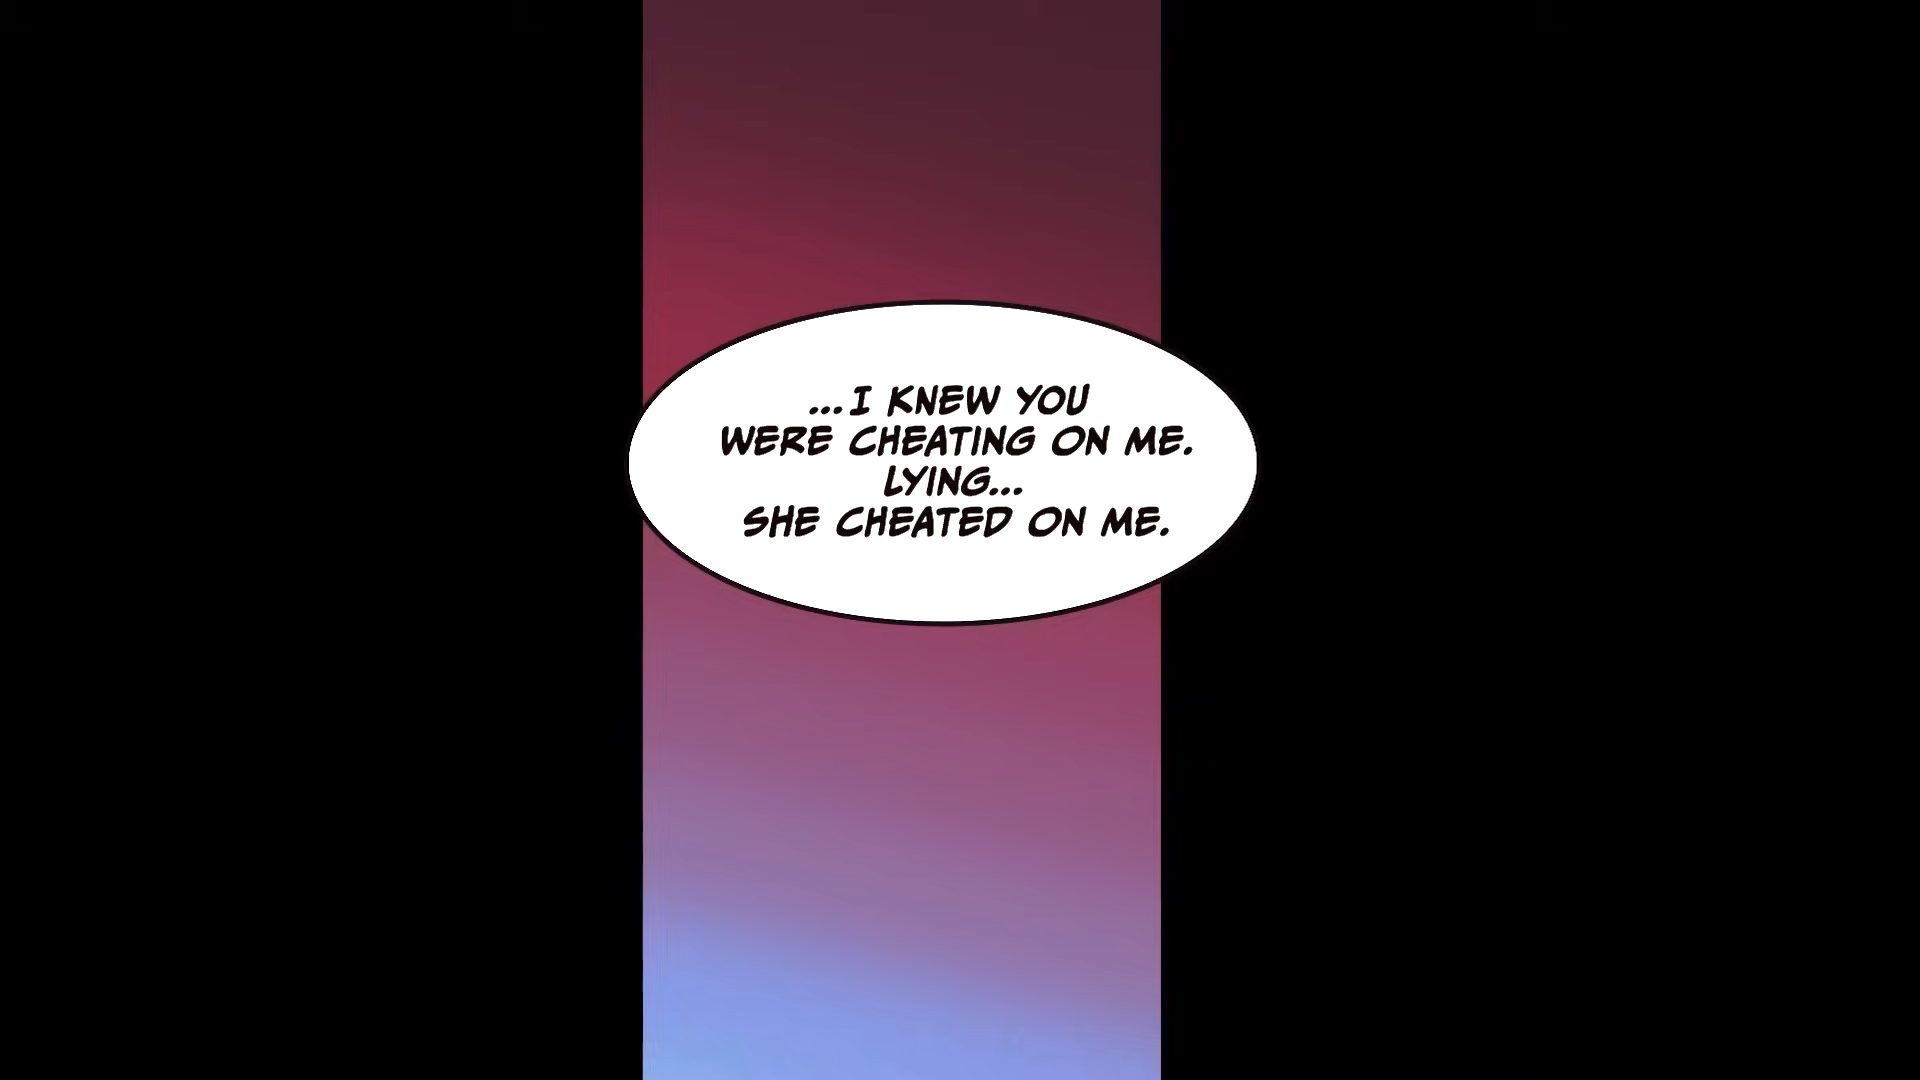 ...I KNEW YOU
WERE CHEATING ON ME.
LYING...
SHE CHEATED ON ME.